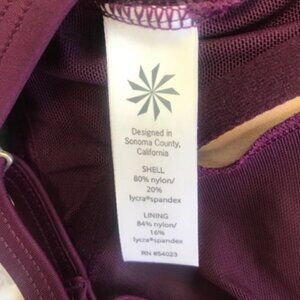 Designed in
Sonoma County,
California
SHELL
80% nylon/
20%
lycra®spandex
LINING
84% nylon/
16%
lycra®spandex
RN #54023